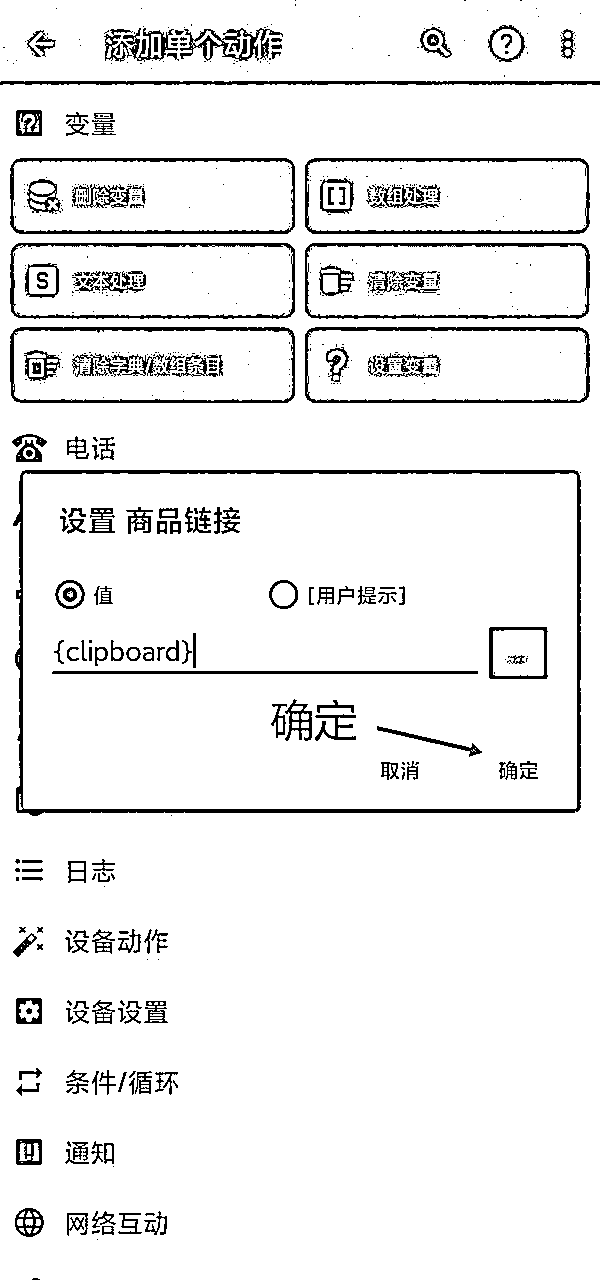 添加单个动作
变量
删除变量
数组处理
文本处理
清除变量
清除字典/数组条目
设置变量
电话
设置 商品链接
值
[用户提示]
{clipboard}
...
确定
取消
确定
日志
设备动作
设备设置
条件/循环
通知
网络互动